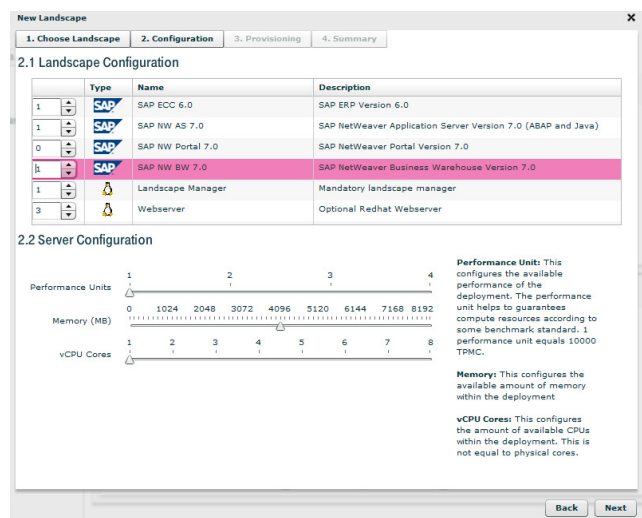 New Landscape
1. Choose Landscape 2. Configuration 3. Provisioning 4. Summary
2.1 Landscape Configuration
Type Name Description
1 SAP SAP ECC 6.0 SAP ERP Version 6.0
1 SAP SAP NW AS 7.0 SAP NetWeaver Application Server Version 7.0 (ABAP and Java)
0 SAP SAP NW Portal 7.0 SAP NetWeaver Portal Version 7.0
1 SAP SAP NW BW 7.0 SAP NetWeaver Business Warehouse Version 7.0
1 Landscape Manager Mandatory landscape manager
3 Webserver Optional Redhat Webserver
2.2 Server Configuration
1 2 3 4
Performance Units
0 1024 2048 3072 4096 5120 6144 7168 8192
Memory (MB)
1 2 3 4 5 6 7 8
vCPU Cores
Performance Unit: This
configures the available
performance of the
deployment. The performance
unit helps to guarantees
compute resources according to
some benchmark standard. 1
performance unit equals 10000
TPMC.
Memory: This configures the
available amount of memory
within the deployment
vCPU Cores: This configures
the amount of available CPUs
within the deployment. This is
not equal to physical cores.
Back Next